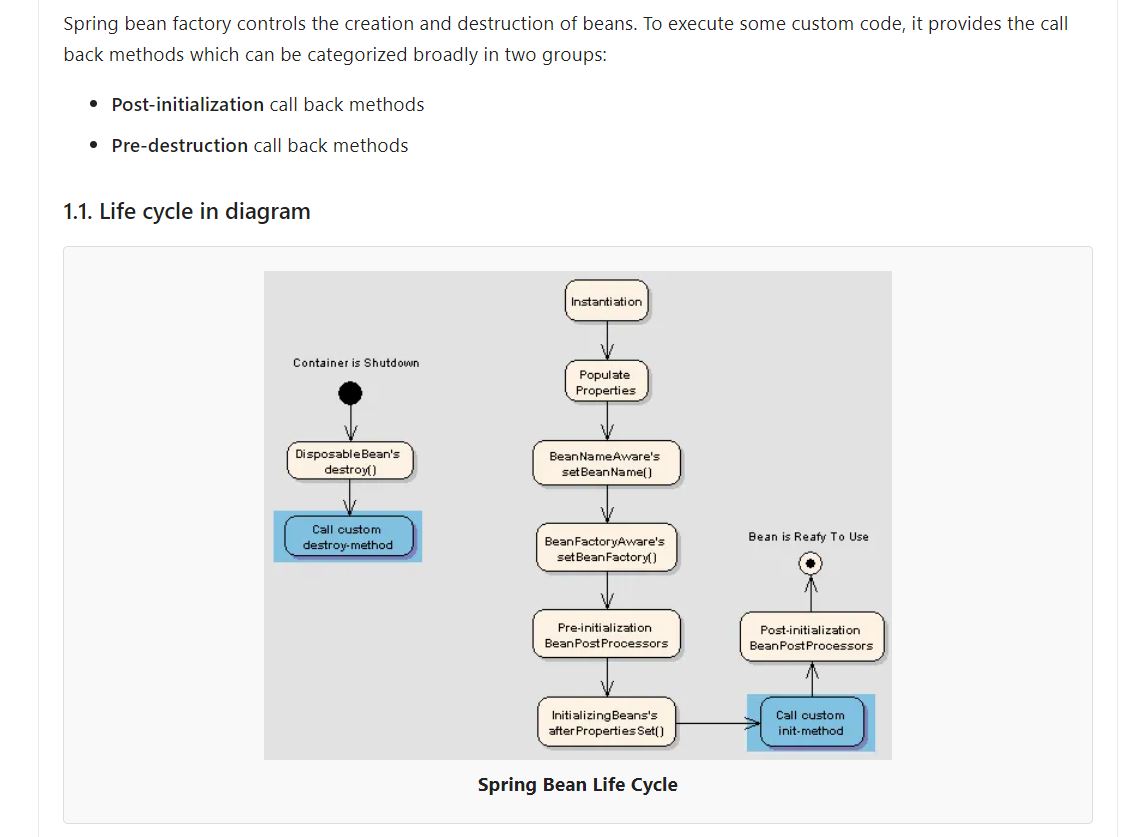 Spring bean factory controls the creation and destruction of beans. To execute some custom code, it provides the call
back methods which can be categorized broadly in two groups:
Post-initialization call back methods
Pre-destruction call back methods
1.1. Life cycle in diagram
Container is Shutdown
DisposableBean's
destroy()
Call custom
destroy-method
Instantiation
Populate
Properties
BeanNameAware's
setBeanName()
BeanFactoryAware's
setBeanFactory()
Pre-initialization
BeanPostProcessors
InitializingBeans's
afterPropertiesSet()
Call custom
init-method
Post-initialization
BeanPostProcessors
Bean is Reafy To Use
Spring Bean Life Cycle